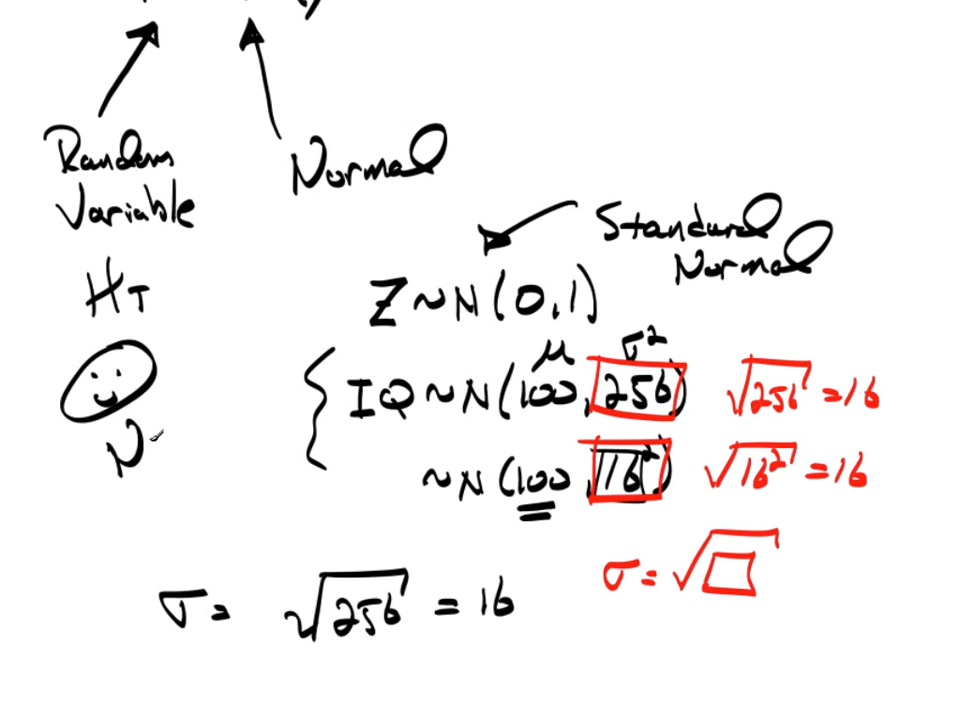 Random
Variable
Normal
Standard
Normal
H_T
Z ~ N(0,1)
μ σ²
IQ ~ N(100, 256) √256 = 16
N
~ N(100, 16²) √16² = 16
σ = √□
σ = √256 = 16